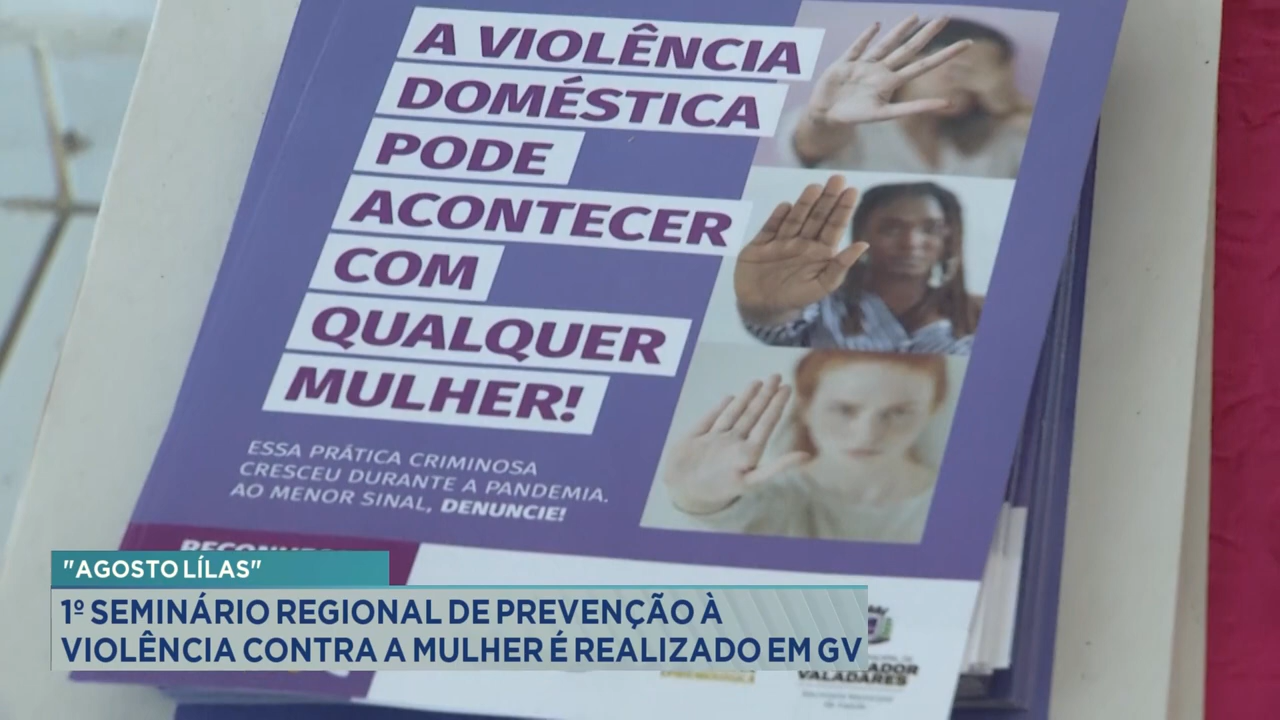 A VIOLÊNCIA
DOMÉSTICA
PODE
ACONTECER
COM
QUALQUER
MULHER!
ESSA PRÁTICA CRIMINOSA
CRESCEU DURANTE A PANDEMIA.
AO MENOR SINAL, DENUNCIE!
"AGOSTO LÍLAS"
1º SEMINÁRIO REGIONAL DE PREVENÇÃO À
VIOLÊNCIA CONTRA A MULHER É REALIZADO EM GV
VALADARES